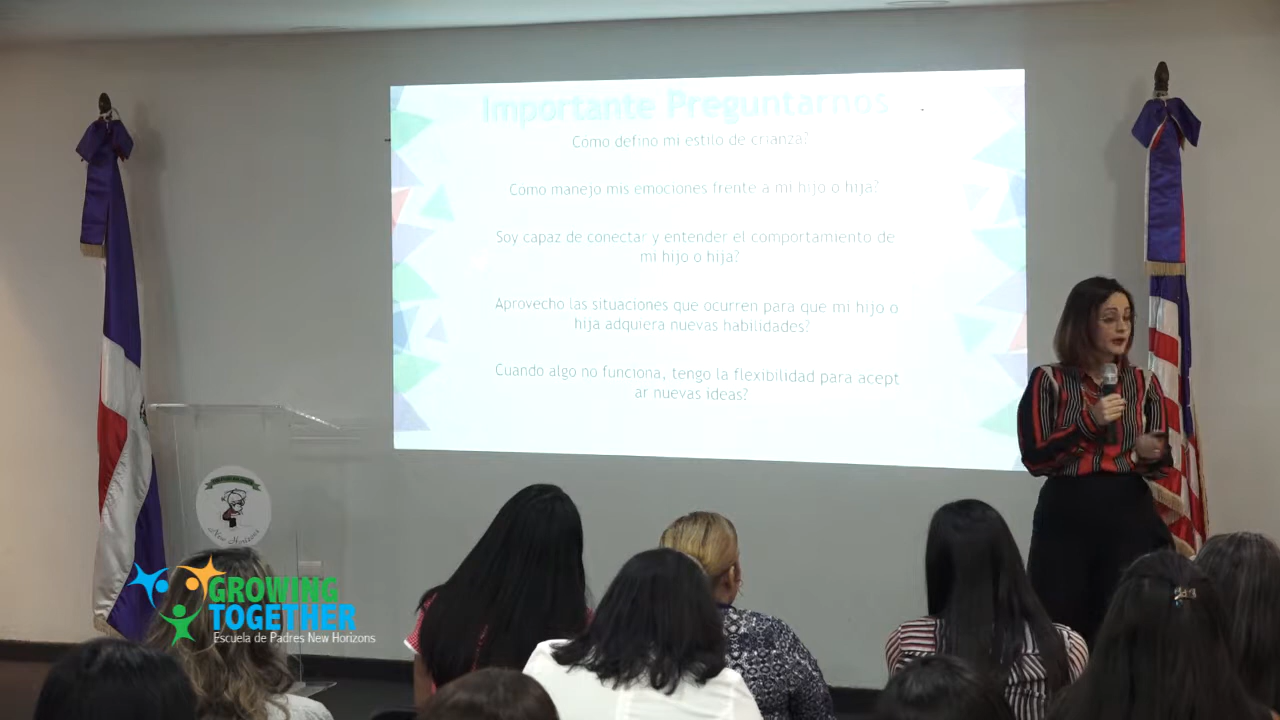 Importante Preguntarnos
Como defino mi estilo de crianza?
Como manejo mis emociones frente a mi hijo o hija?
Soy capaz de conectar y entender el comportamiento de
mi hijo o hija?
Aprovecho las situaciones que ocurren para que mi hijo o
hija adquiera nuevas habilidades?
Cuando algo no funciona, tengo la flexibilidad para acept
ar nuevas ideas?
New Horizons
GROWING
TOGETHER
Escuela de Padres New Horizons